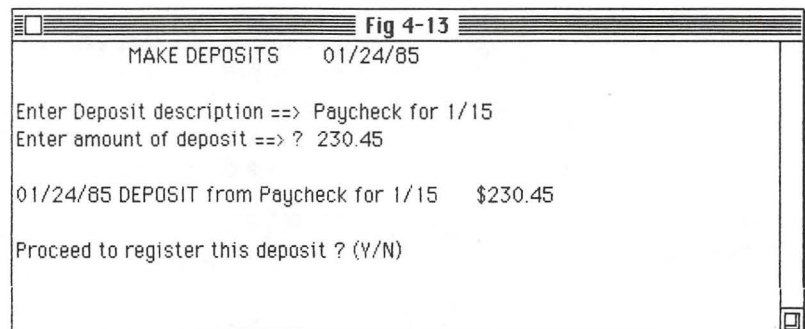 Fig 4-13
MAKE DEPOSITS 01/24/85
Enter Deposit description ==> Paycheck for 1/15
Enter amount of deposit ==> ? 230.45
01/24/85 DEPOSIT from Paycheck for 1/15 $230.45
Proceed to register this deposit ? (Y/N)